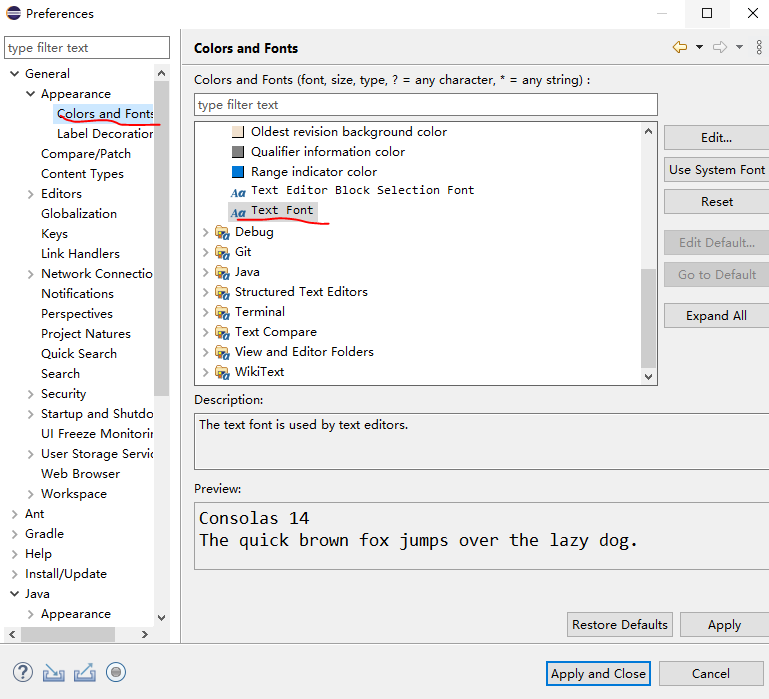 Preferences
type filter text
General
Appearance
Colors and Fonts
Label Decoration
Compare/Patch
Content Types
Editors
Globalization
Keys
Link Handlers
Network Connectio
Notifications
Perspectives
Project Natures
Quick Search
Search
Security
Startup and Shutdo
UI Freeze Monitorin
User Storage Servic
Web Browser
Workspace
Ant
Gradle
Help
Install/Update
Java
Appearance
Colors and Fonts
Colors and Fonts (font, size, type, ? = any character, * = any string) :
type filter text
Oldest revision background color
Qualifier information color
Range indicator color
Aa Text Editor Block Selection Font
Aa Text Font
Debug
Git
Java
Structured Text Editors
Terminal
Text Compare
View and Editor Folders
WikiText
Edit...
Use System Font
Reset
Edit Default...
Go to Default
Expand All
Description:
The text font is used by text editors.
Preview:
Consolas 14
The quick brown fox jumps over the lazy dog.
Restore Defaults
Apply
Apply and Close
Cancel